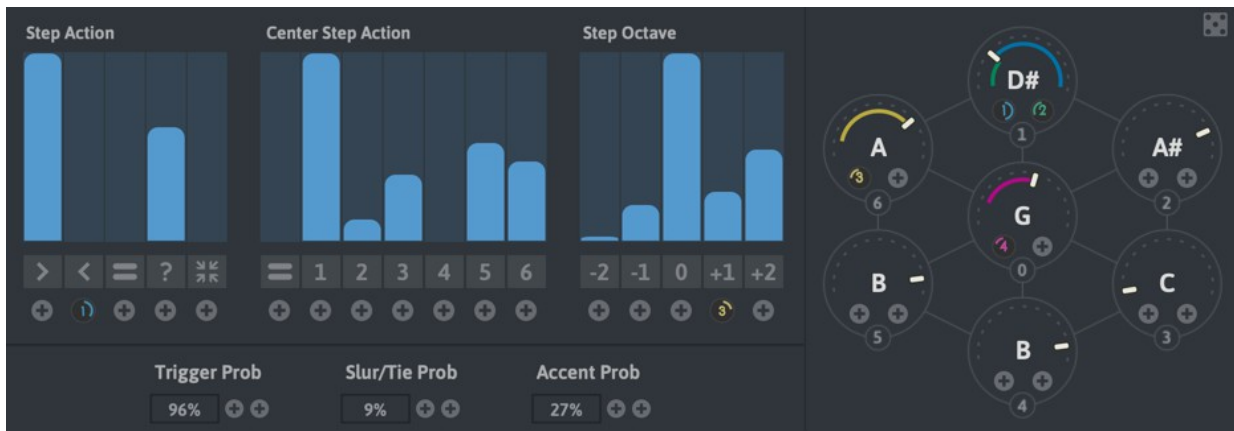 Step Action
Center Step Action
Step Octave
> < = ?
= 1 2 3 4 5 6
-2 -1 0 +1 +2
1
3
Trigger Prob
Slur/Tie Prob
Accent Prob
96%
9%
27%
D#
1 2
1
A
3
6
A#
2
G
4
0
B
5
C
3
B
4